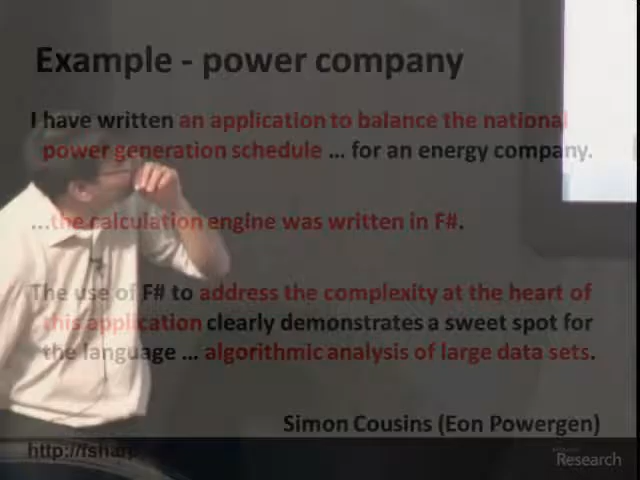 Example - power company
I have written an application to balance the national
power generation schedule ... for an energy company.
...the calculation engine was written in F#.
The use of F# to address the complexity at the heart of
this application clearly demonstrates a sweet spot for
the language ... algorithmic analysis of large data sets.
Simon Cousins (Eon Powergen)
http://fsharp
Research